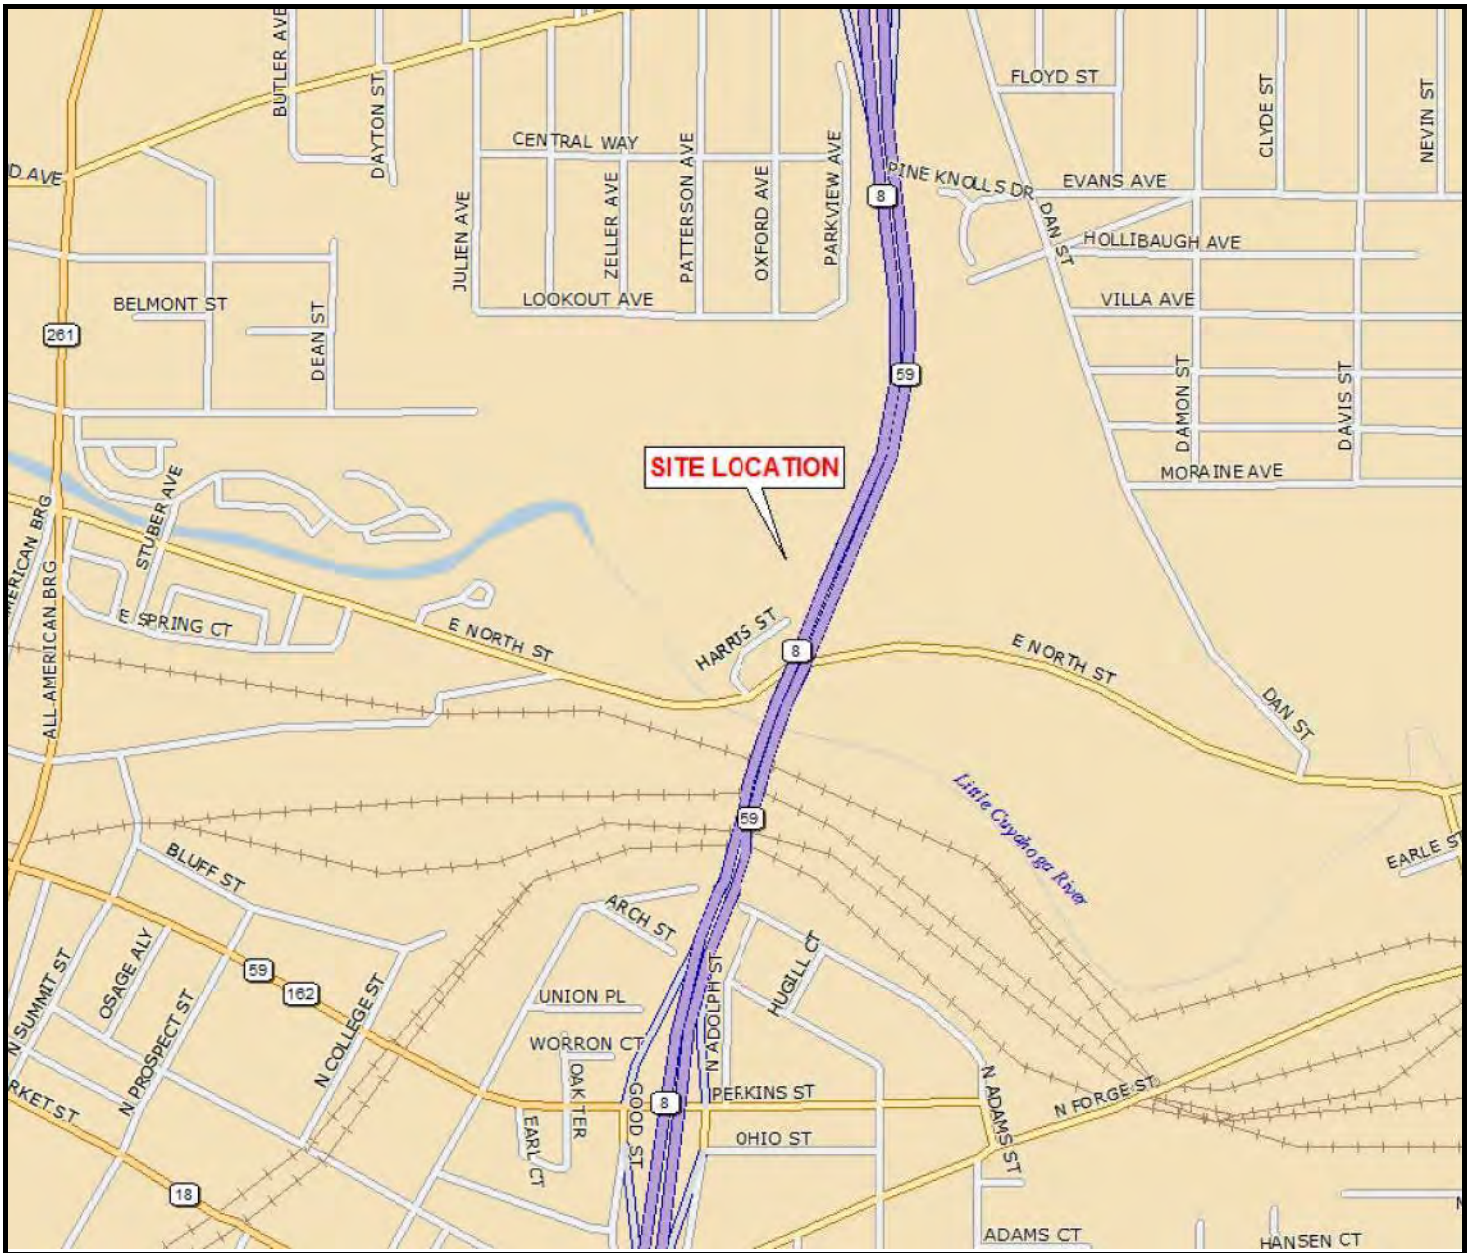 BUTLER AVE
DAYTON ST
FLOYD ST
CLYDE ST
NEVIN ST
CENTRAL WAY
D AVE
JULIEN AVE
ZELLER AVE
PATTERSON AVE
OXFORD AVE
PARKVIEW AVE
8
PINE KNOLLS DR
EVANS AVE
DAN ST
HOLLIBAUGH AVE
BELMONT ST
LOOKOUT AVE
VILLA AVE
261
DEAN ST
59
DAMON ST
DAVIS ST
SITE LOCATION
MORAINE AVE
STUBER AVE
MERICAN BRG
ALL-AMERICAN BRG
E SPRING CT
E NORTH ST
HARRIS ST
8
E NORTH ST
DAN ST
Little Cuyahoga River
59
EARLE ST
BLUFF ST
ARCH ST
N SUMMIT ST
OSAGE ALY
N PROSPECT ST
59
162
N COLLEGE ST
UNION PL
WORRON CT
N ADOLPH ST
HUGILL CT
OAK TER
GOOD ST
8
PERKINS ST
N ADAMS ST
N FORGE ST
RKET ST
EARL CT
OHIO ST
18
ADAMS CT
HANSEN CT